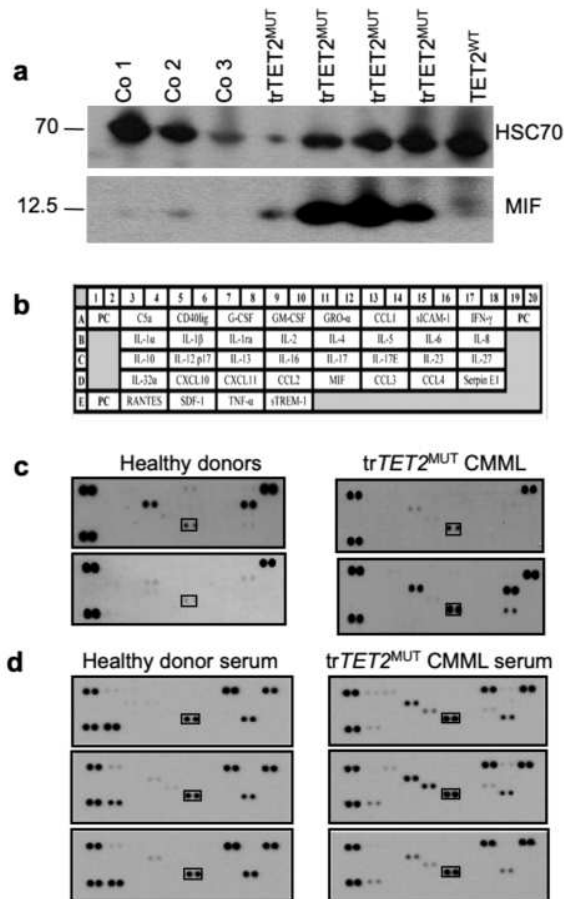 a
Co 1 Co 2 Co 3 trTET2MUT trTET2MUT trTET2MUT trTET2MUT TET2WT
70 HSC70
12.5 MIF
b
1 2 3 4 5 6 7 8 9 10 11 12 13 14 15 16 17 18 19 20
A PC C5a CD40lig G-CSF GM-CSF GRO-α CCL1 sICAM-1 IFN-γ PC
B IL-1α IL-1β IL-1ra IL-2 IL-4 IL-5 IL-6 IL-8
C IL-10 IL-12 p17 IL-13 IL-16 IL-17 IL-17E IL-23 IL-27
D IL-32α CXCL10 CXCL11 CCL2 MIF CCL3 CCL4 Serpin E1
E PC RANTES SDF-1 TNF-α sTREM-1
c
Healthy donors trTET2MUT CMML
d
Healthy donor serum trTET2MUT CMML serum